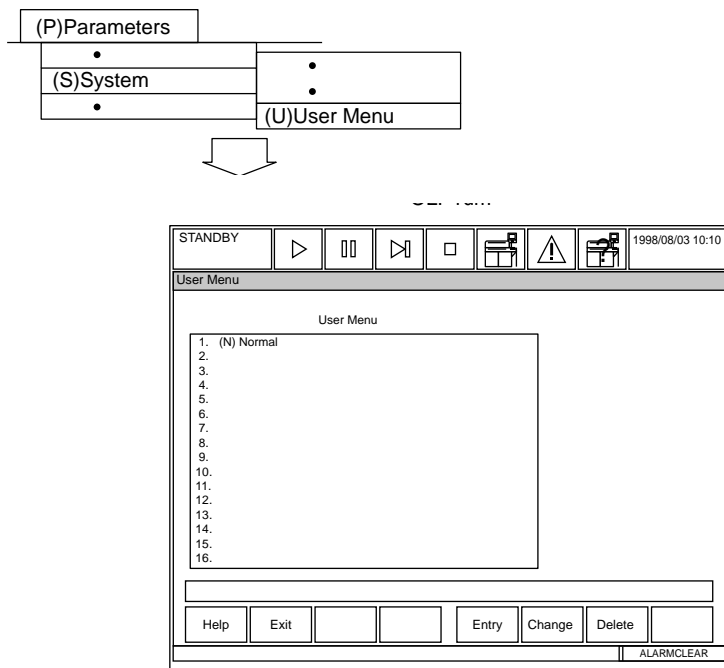 (P)Parameters
•
(S)System
•
•
•
(U)User Menu
STANDBY
1998/08/03 10:10
User Menu
User Menu
1. (N) Normal
2.
3.
4.
5.
6.
7.
8.
9.
10.
11.
12.
13.
14.
15.
16.
Help Exit Entry Change Delete
ALARMCLEAR